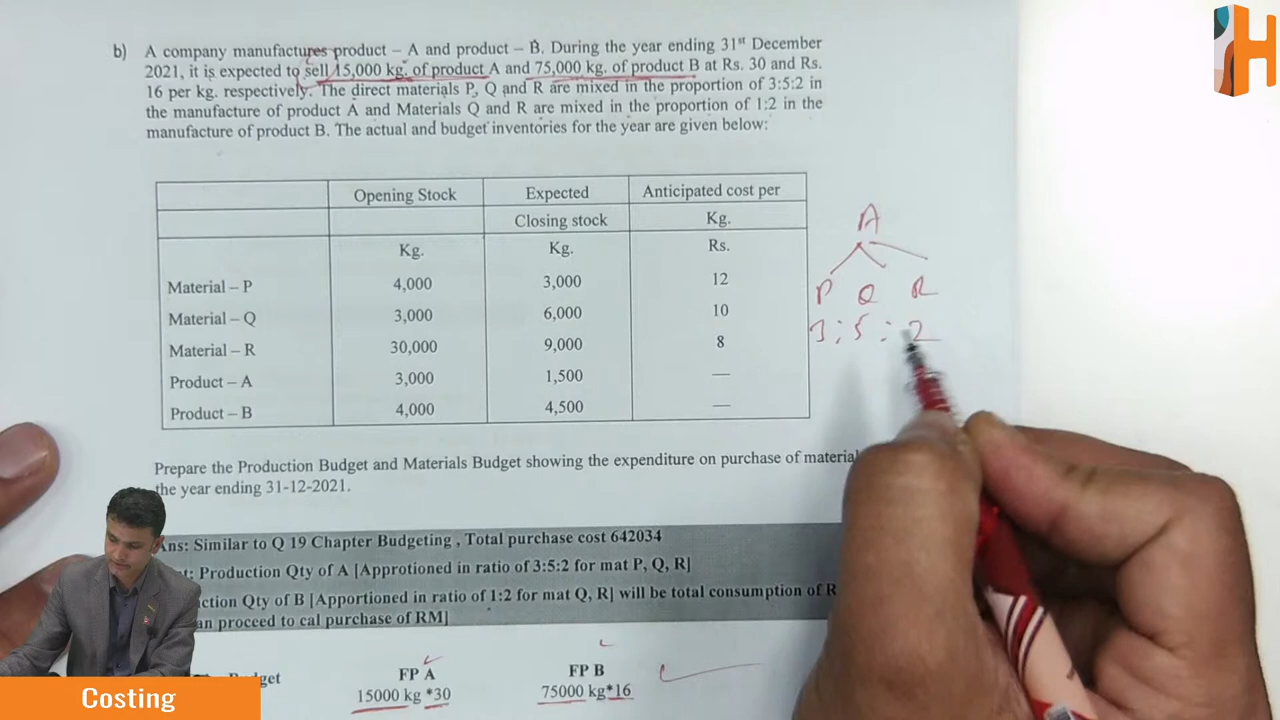 b) A company manufactures product – A and product – B. During the year ending 31st December
2021, it is expected to sell 15,000 kg. of product A and 75,000 kg. of product B at Rs. 30 and Rs.
16 per kg. respectively. The direct materials P, Q and R are mixed in the proportion of 3:5:2 in
the manufacture of product A and Materials Q and R are mixed in the proportion of 1:2 in the
manufacture of product B. The actual and budget inventories for the year are given below:
Opening Stock Expected Anticipated cost per
Closing stock Kg.
Kg. Kg. Rs.
Material – P 4,000 3,000 12
Material – Q 3,000 6,000 10
Material – R 30,000 9,000 8
Product – A 3,000 1,500 —
Product – B 4,000 4,500 —
A
P Q R
3 : 5 : 2
Prepare the Production Budget and Materials Budget showing the expenditure on purchase of material
the year ending 31-12-2021.
Ans: Similar to Q 19 Chapter Budgeting , Total purchase cost 642034
: Production Qty of A [Approtioned in ratio of 3:5:2 for mat P, Q, R]
Qty of B [Apportioned in ratio of 1:2 for mat Q, R] will be total consumption of R
proceed to cal purchase of RM]
FP A FP B
15000 kg *30 75000 kg*16
Costing
H